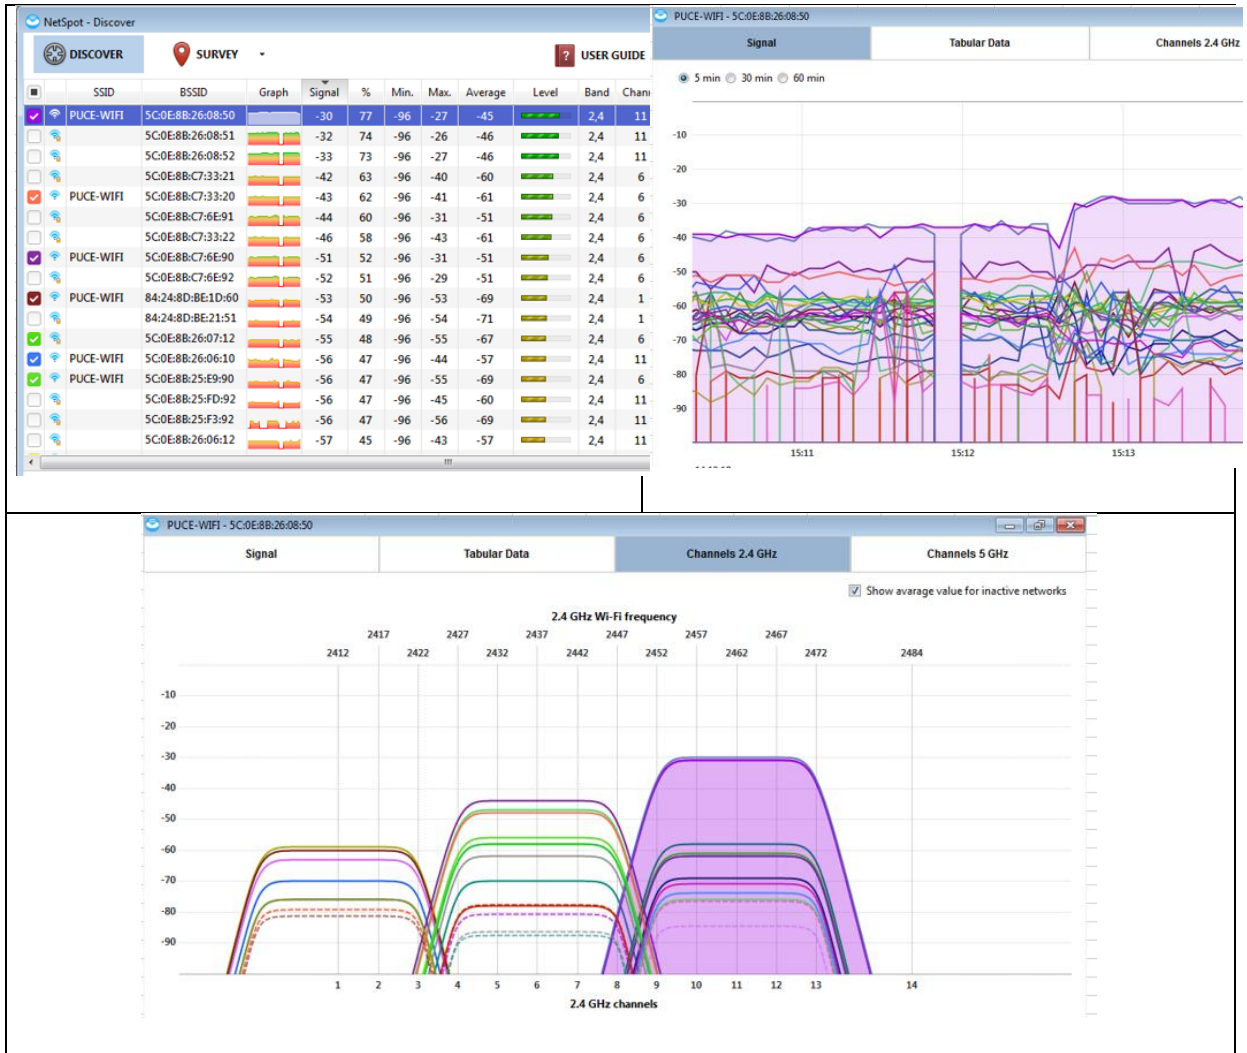 NetSpot - Discover
DISCOVER SURVEY USER GUIDE
SSID BSSID Graph Signal % Min. Max. Average Level Band Chann
PUCE-WIFI 5C:0E:8B:26:08:50 -30 77 -96 -27 -45 2,4 11
5C:0E:8B:26:08:51 -32 74 -96 -26 -46 2,4 11
5C:0E:8B:26:08:52 -33 73 -96 -27 -46 2,4 11
5C:0E:8B:C7:33:21 -42 63 -96 -40 -60 2,4 6
PUCE-WIFI 5C:0E:8B:C7:33:20 -43 62 -96 -41 -61 2,4 6
5C:0E:8B:C7:6E:91 -44 60 -96 -31 -51 2,4 6
5C:0E:8B:C7:33:22 -46 58 -96 -43 -61 2,4 6
PUCE-WIFI 5C:0E:8B:C7:6E:90 -51 52 -96 -31 -51 2,4 6
5C:0E:8B:C7:6E:92 -52 51 -96 -29 -51 2,4 6
PUCE-WIFI 84:24:8D:BE:1D:60 -53 50 -96 -53 -69 2,4 1
84:24:8D:BE:21:51 -54 49 -96 -54 -71 2,4 1
5C:0E:8B:26:07:12 -55 48 -96 -55 -67 2,4 6
PUCE-WIFI 5C:0E:8B:26:06:10 -56 47 -96 -44 -57 2,4 11
PUCE-WIFI 5C:0E:8B:25:E9:90 -56 47 -96 -55 -69 2,4 6
5C:0E:8B:25:FD:92 -56 47 -96 -45 -60 2,4 11
5C:0E:8B:25:F3:92 -56 47 -96 -56 -69 2,4 11
5C:0E:8B:26:06:12 -57 45 -96 -43 -57 2,4 11
PUCE-WIFI - 5C:0E:8B:26:08:50
Signal Tabular Data Channels 2.4 GHz
5 min 30 min 60 min
-10
-20
-30
-40
-50
-60
-70
-80
-90
15:11 15:12 15:13
PUCE-WIFI - 5C:0E:8B:26:08:50
Signal Tabular Data Channels 2.4 GHz Channels 5 GHz
Show avarage value for inactive networks
2.4 GHz Wi-Fi frequency
2417 2427 2437 2447 2457 2467
2412 2422 2432 2442 2452 2462 2472 2484
-10
-20
-30
-40
-50
-60
-70
-80
-90
1 2 3 4 5 6 7 8 9 10 11 12 13 14
2.4 GHz channels